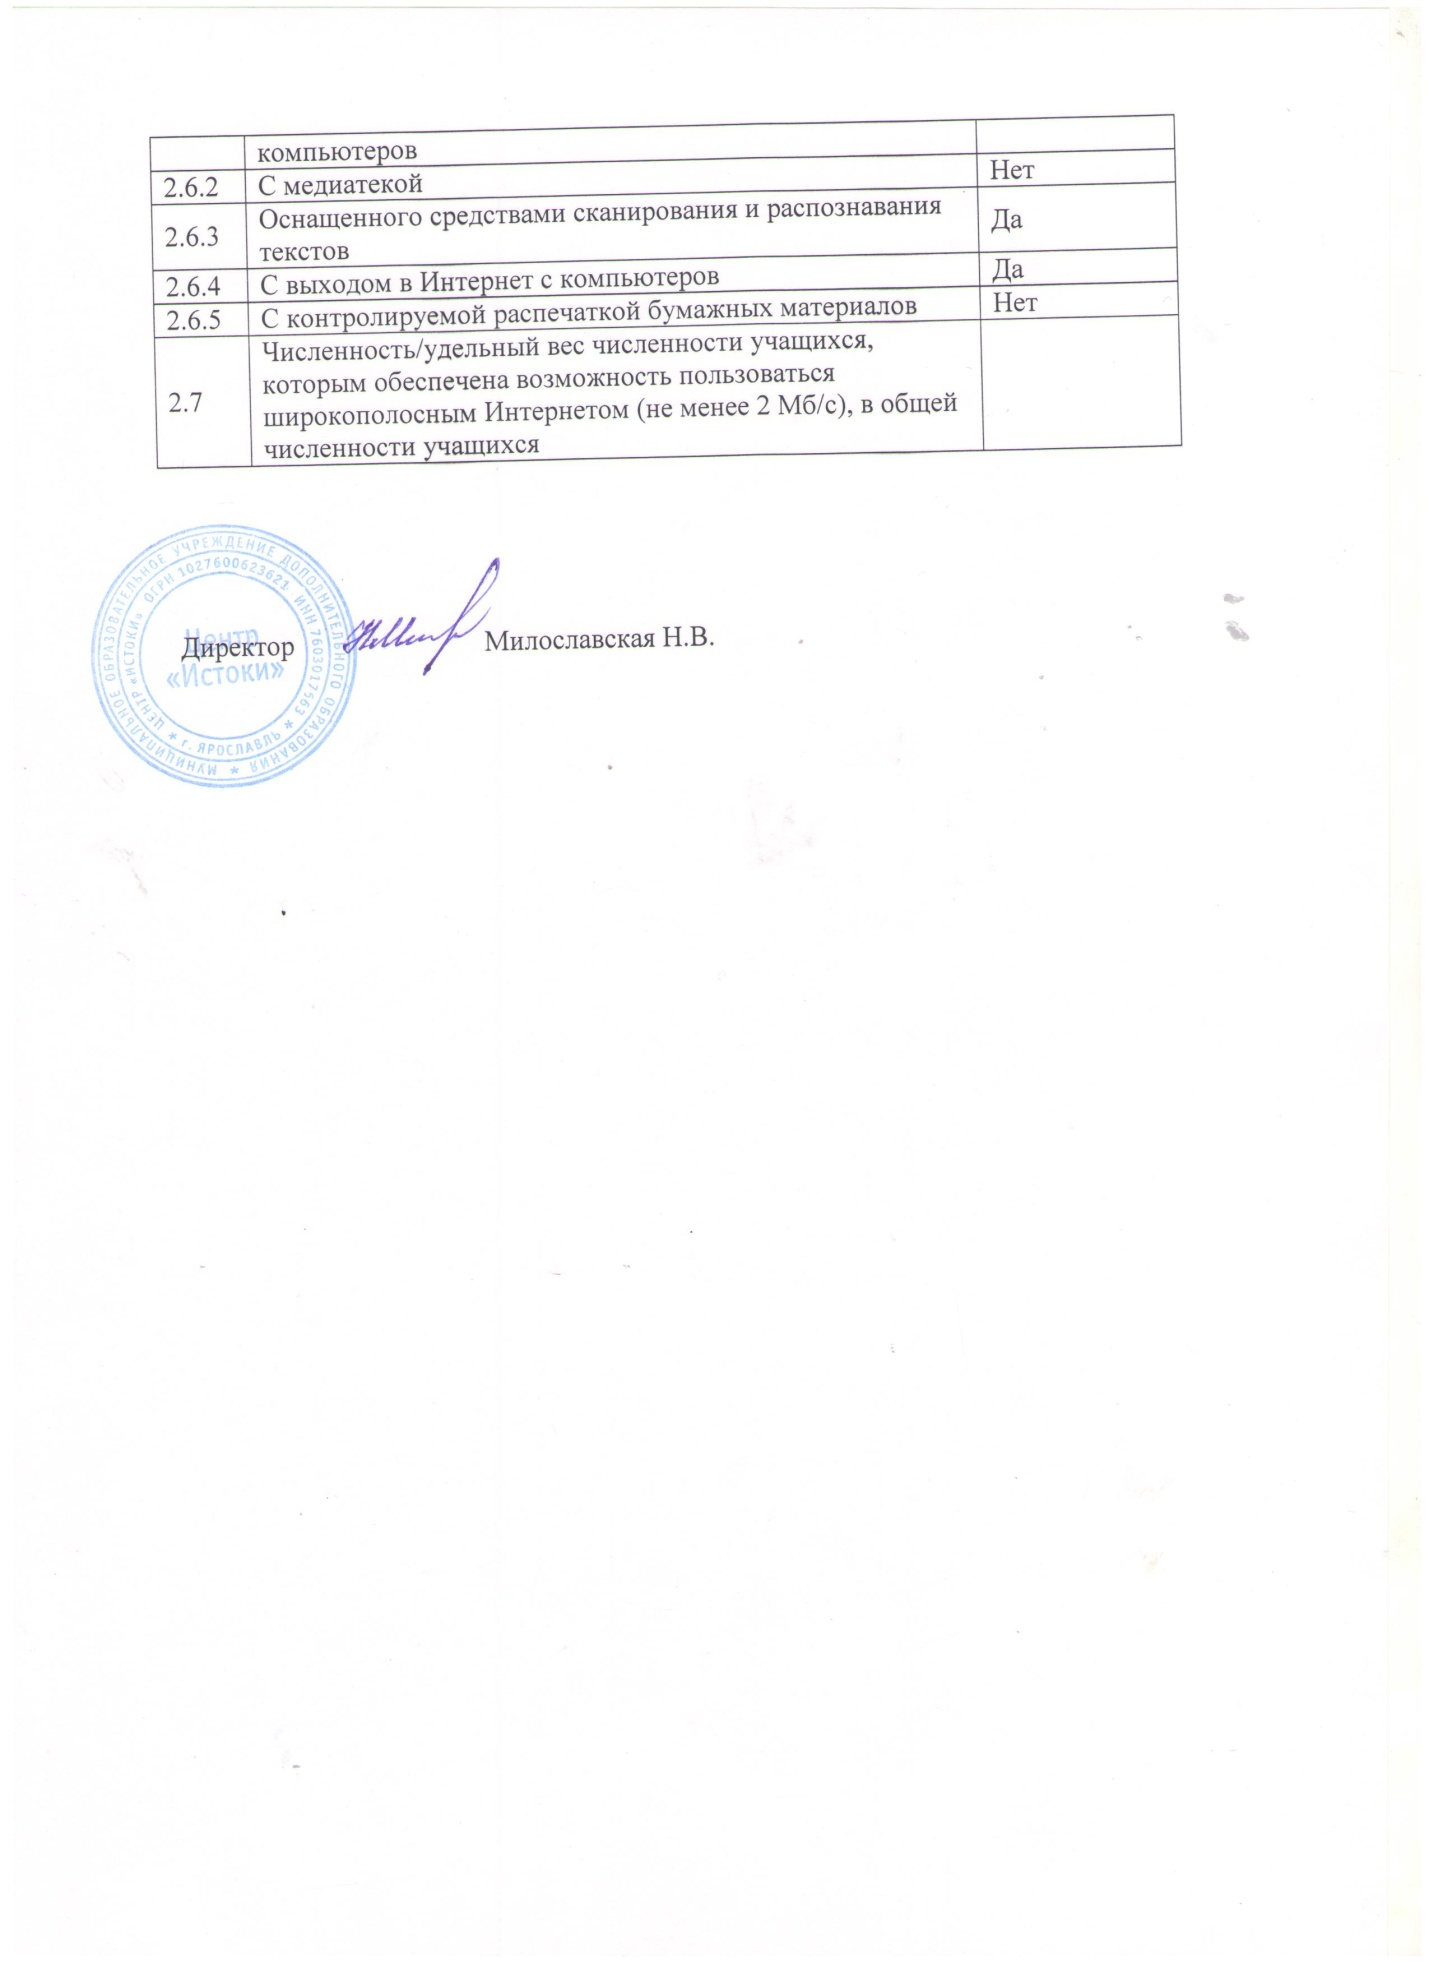 компьютеров
2.6.2 С медиатекой Нет
2.6.3 Оснащенного средствами сканирования и распознавания Да
текстов
2.6.4 С выходом в Интернет с компьютеров Да
2.6.5 С контролируемой распечаткой бумажных материалов Нет
2.7 Численность/удельный вес численности учащихся,
которым обеспечена возможность пользоваться
широкополосным Интернетом (не менее 2 Мб/с), в общей
численности учащихся
МУНИЦИПАЛЬНОЕ ОБРАЗОВАТЕЛЬНОЕ УЧРЕЖДЕНИЕ ДОПОЛНИТЕЛЬНОГО ОБРАЗОВАНИЯ *
ЦЕНТР «ИСТОКИ» ОГРН 1027600623621 ИНН 7603017563 * г. ЯРОСЛАВЛЬ *
Центр
«Истоки»
Директор Милославская Н.В.